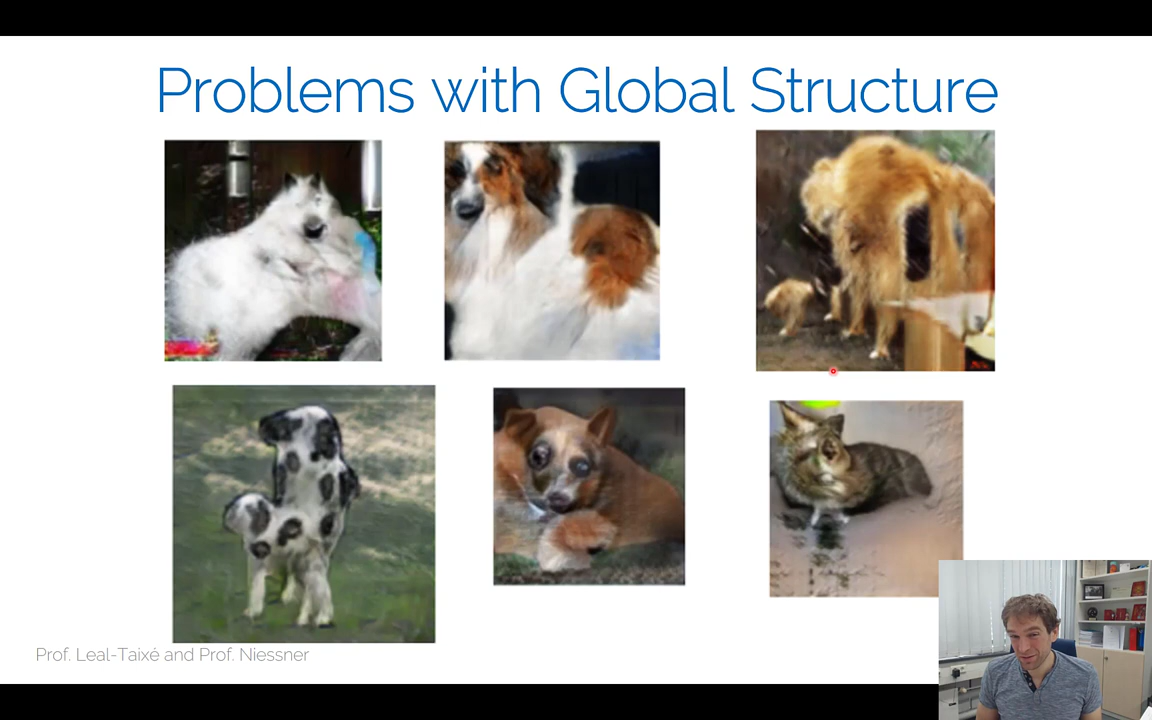 Problems with Global Structure
Prof. Leal-Taixé and Prof. Niessner